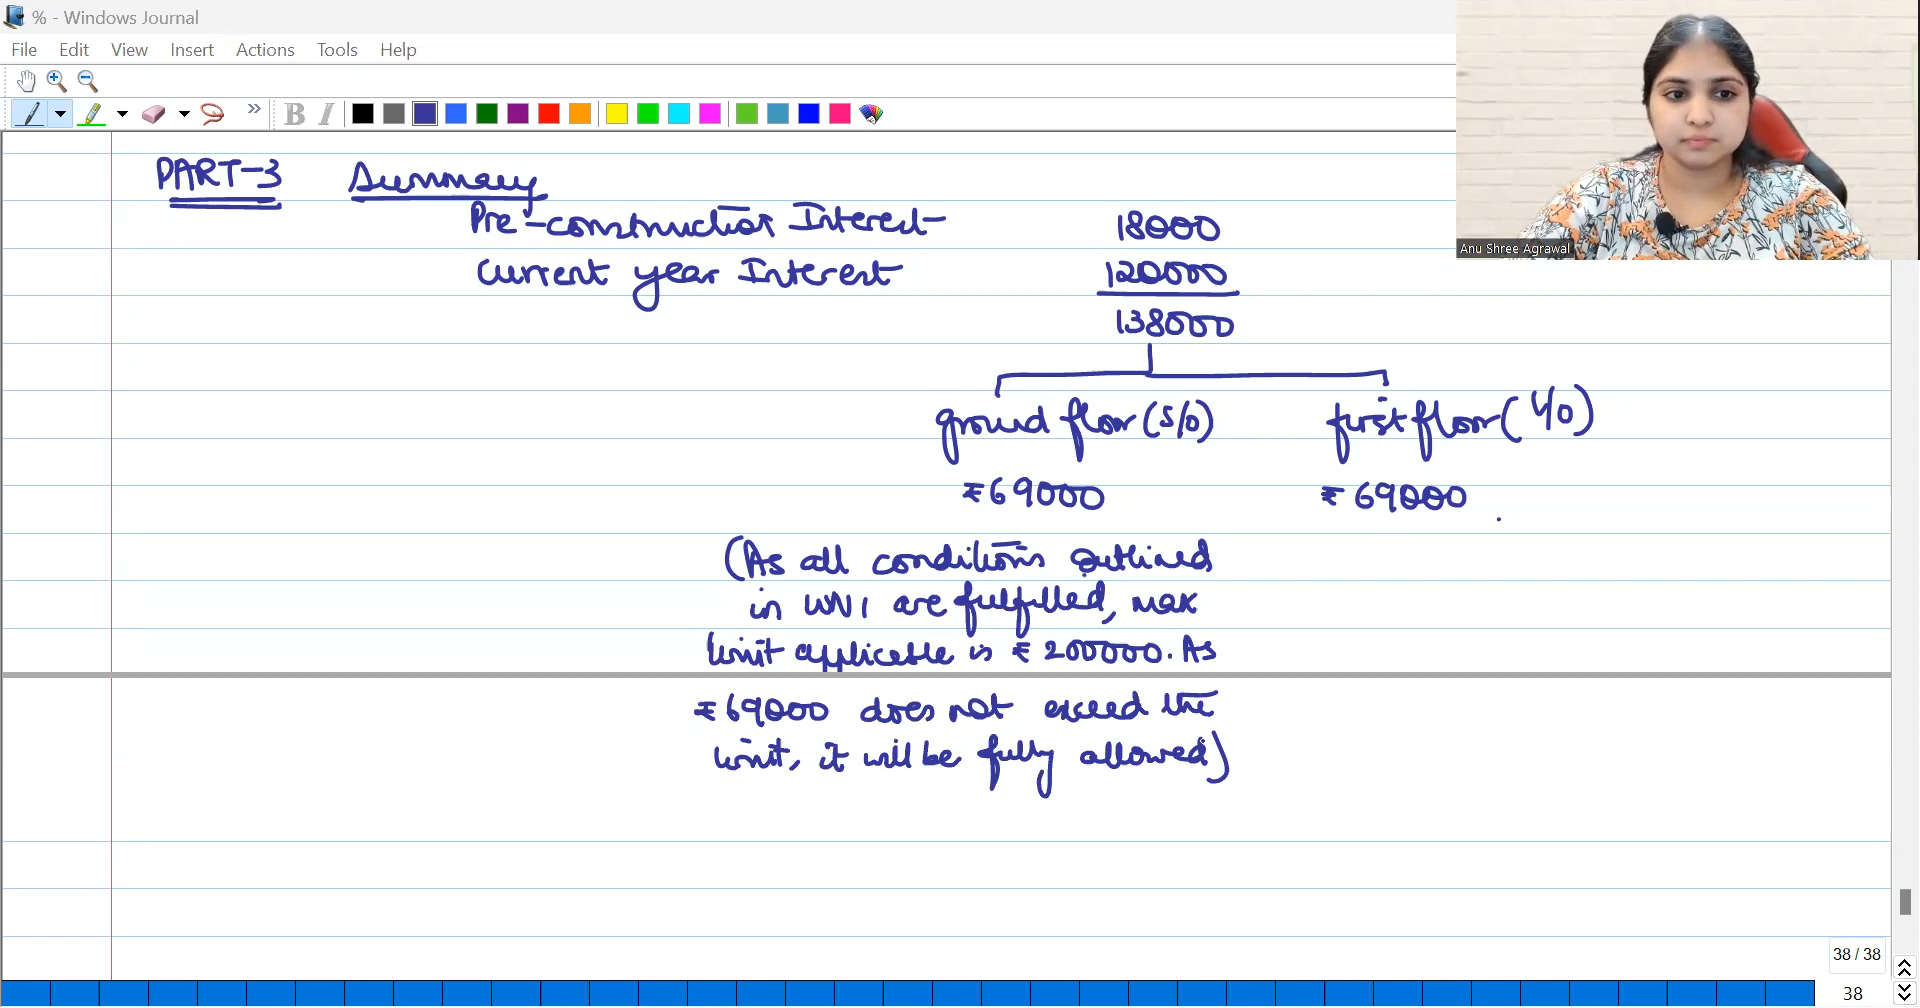 % - Windows Journal
File Edit View Insert Actions Tools Help
B I
Anu Shree Agrawal
PART-3 Summary
Pre-construction Interest 18000
Current year Interest 120000
138000
ground floor (S/O) first floor (L/O)
₹69000 ₹69000
(As all conditions outlined
in WN1 are fulfilled, max
limit applicable is ₹200000. As
₹69000 does not exceed the
limit, it will be fully allowed)
38 / 38
38